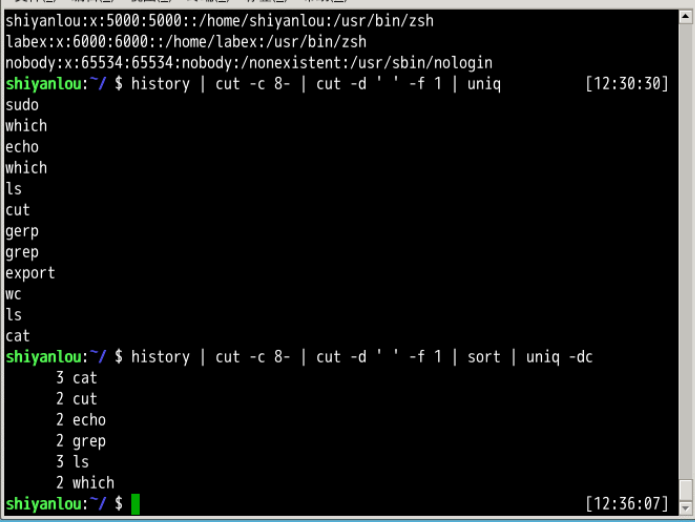 shiyanlou:x:5000:5000::/home/shiyanlou:/usr/bin/zsh
labex:x:6000:6000::/home/labex:/usr/bin/zsh
nobody:x:65534:65534:nobody:/nonexistent:/usr/sbin/nologin
shiyanlou:~/ $ history | cut -c 8- | cut -d ' ' -f 1 | uniq [12:30:30]
sudo
which
echo
which
ls
cut
gerp
grep
export
wc
ls
cat
shiyanlou:~/ $ history | cut -c 8- | cut -d ' ' -f 1 | sort | uniq -dc
3 cat
2 cut
2 echo
2 grep
3 ls
2 which
shiyanlou:~/ $ [12:36:07]